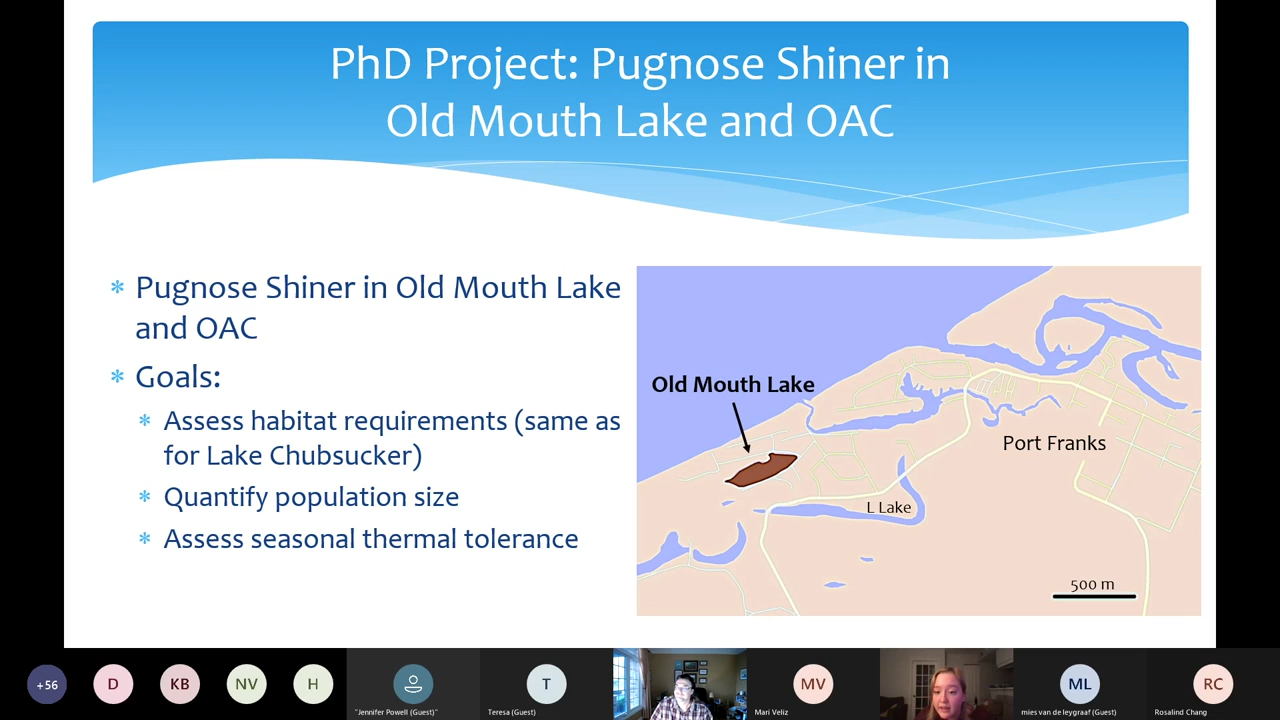 PhD Project: Pugnose Shiner in
Old Mouth Lake and OAC
* Pugnose Shiner in Old Mouth Lake
and OAC
* Goals:
* Assess habitat requirements (same as
for Lake Chubsucker)
* Quantify population size
* Assess seasonal thermal tolerance
Old Mouth Lake
Port Franks
L Lake
500 m
+56
D
KB
NV
H
"Jennifer Powell (Guest)"
T
Teresa (Guest)
MV
Mari Veliz
ML
mies van de leygraaf (Guest)
RC
Rosalind Chang